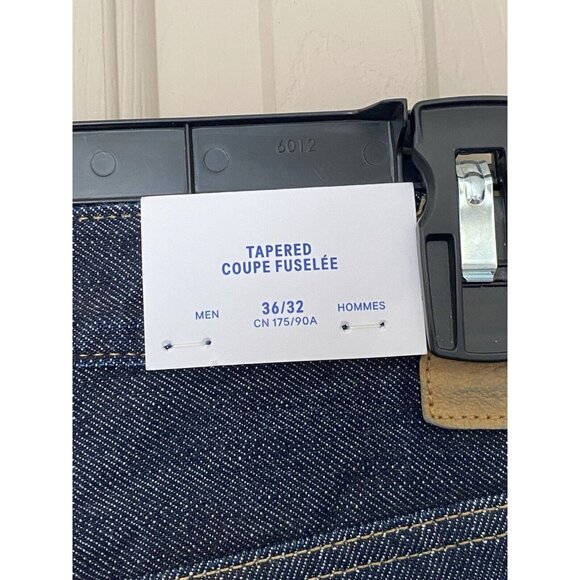 6012
TAPERED
COUPE FUSELÉE
MEN 36/32 HOMMES
CN 175/90A